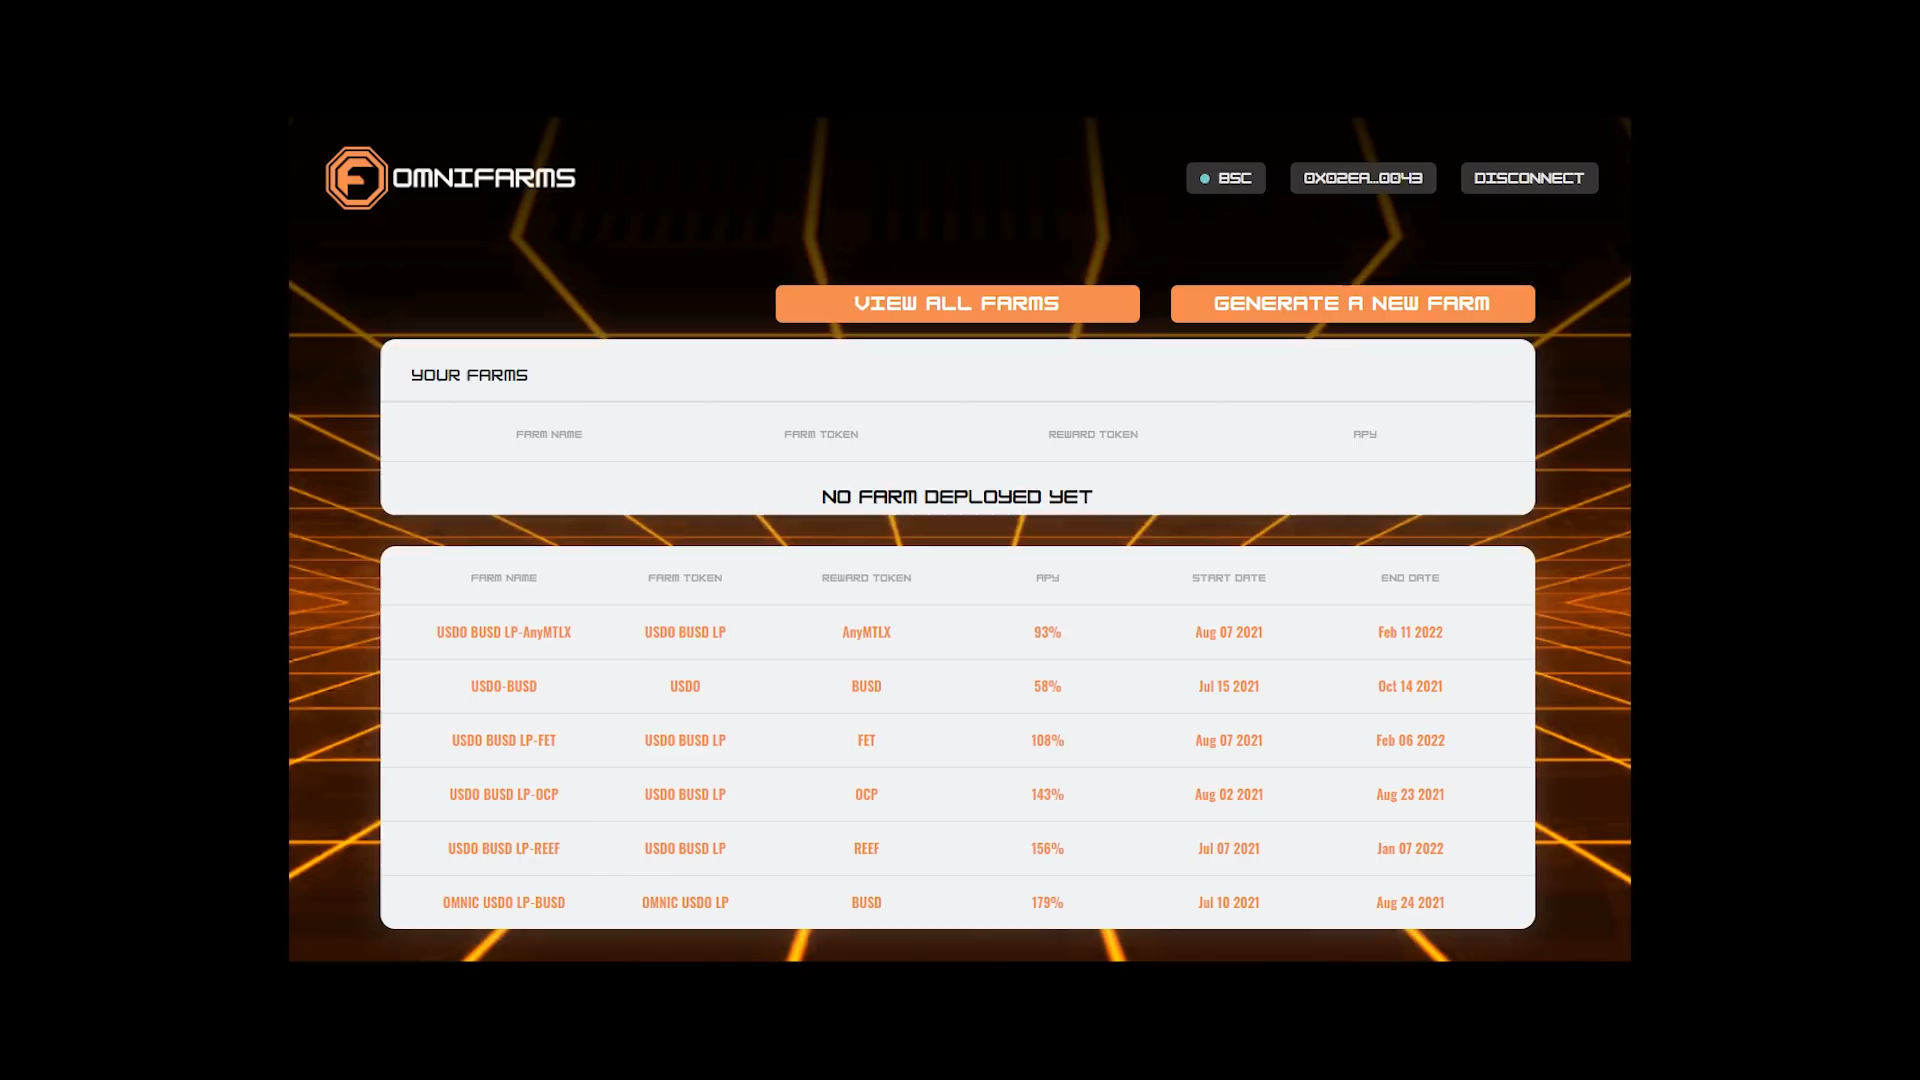 OMNIFARMS
BSC
0X02EA...0043
DISCONNECT
VIEW ALL FARMS
GENERATE A NEW FARM
YOUR FARMS
FARM NAME FARM TOKEN REWARD TOKEN APY
NO FARM DEPLOYED YET
FARM NAME FARM TOKEN REWARD TOKEN APY START DATE END DATE
USDO BUSD LP-AnyMTLX USDO BUSD LP AnyMTLX 93% Aug 07 2021 Feb 11 2022
USDO-BUSD USDO BUSD 58% Jul 15 2021 Oct 14 2021
USDO BUSD LP-FET USDO BUSD LP FET 108% Aug 07 2021 Feb 06 2022
USDO BUSD LP-OCP USDO BUSD LP OCP 143% Aug 02 2021 Aug 23 2021
USDO BUSD LP-REEF USDO BUSD LP REEF 156% Jul 07 2021 Jan 07 2022
OMNIC USDO LP-BUSD OMNIC USDO LP BUSD 179% Jul 10 2021 Aug 24 2021